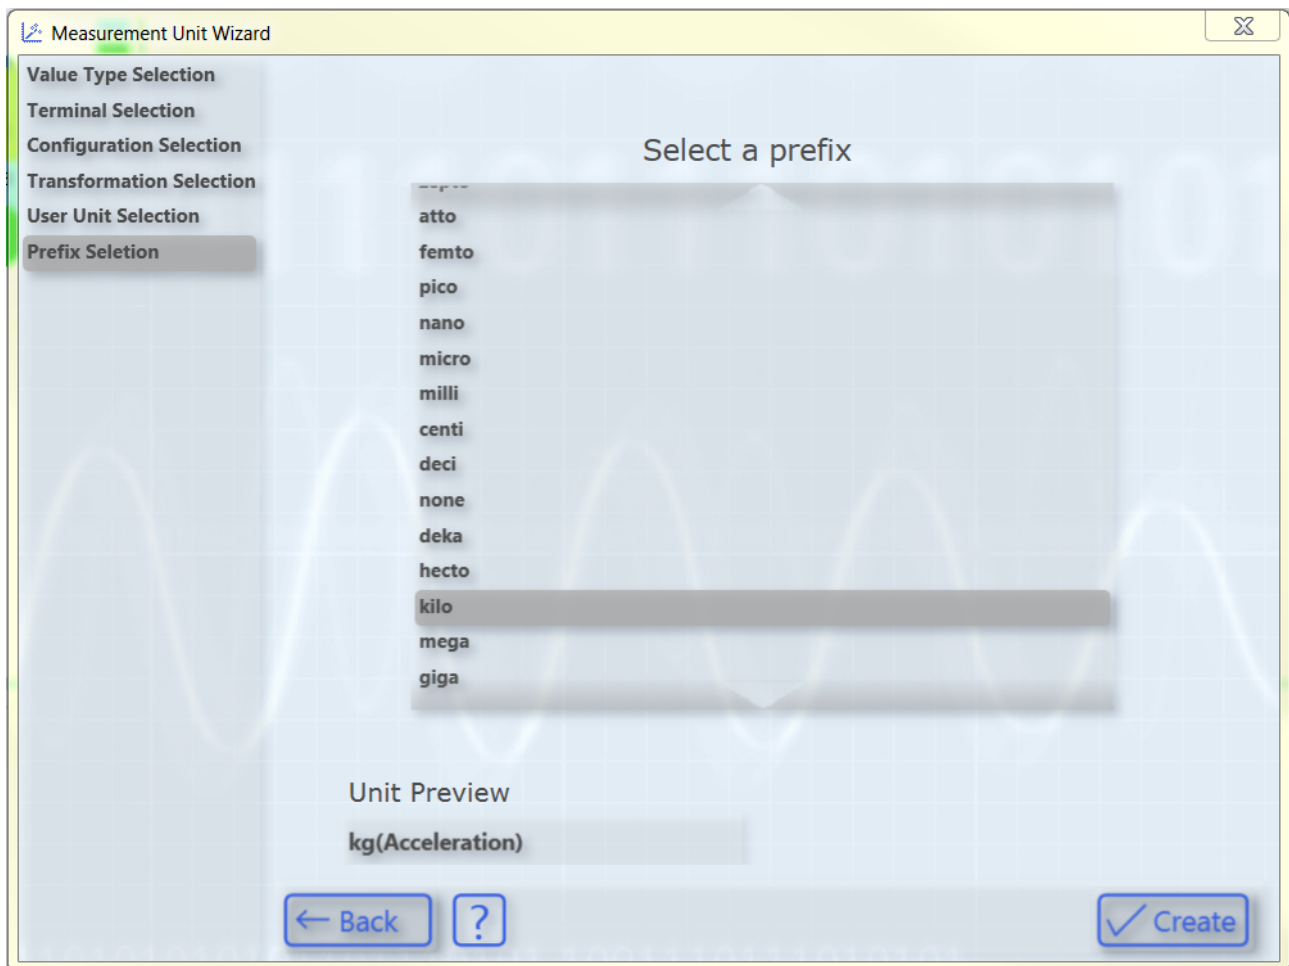 Measurement Unit Wizard
Value Type Selection
Terminal Selection
Configuration Selection
Transformation Selection
User Unit Selection
Prefix Seletion
Select a prefix
atto
femto
pico
nano
micro
milli
centi
deci
none
deka
hecto
kilo
mega
giga
Unit Preview
kg(Acceleration)
Back
?
Create